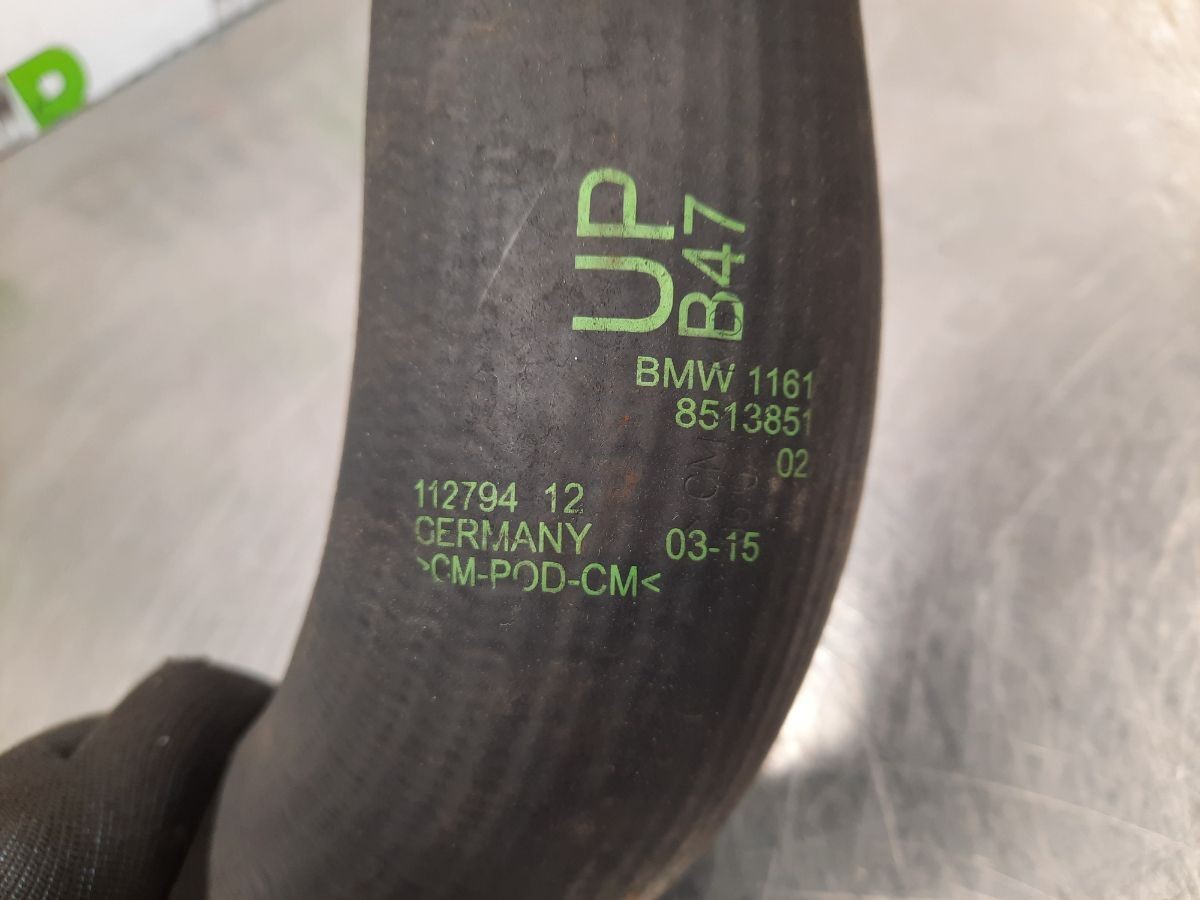 UP
B47
BMW 1161
8513851
02
112794 12
GERMANY 03-15
>CM-POD-CM<